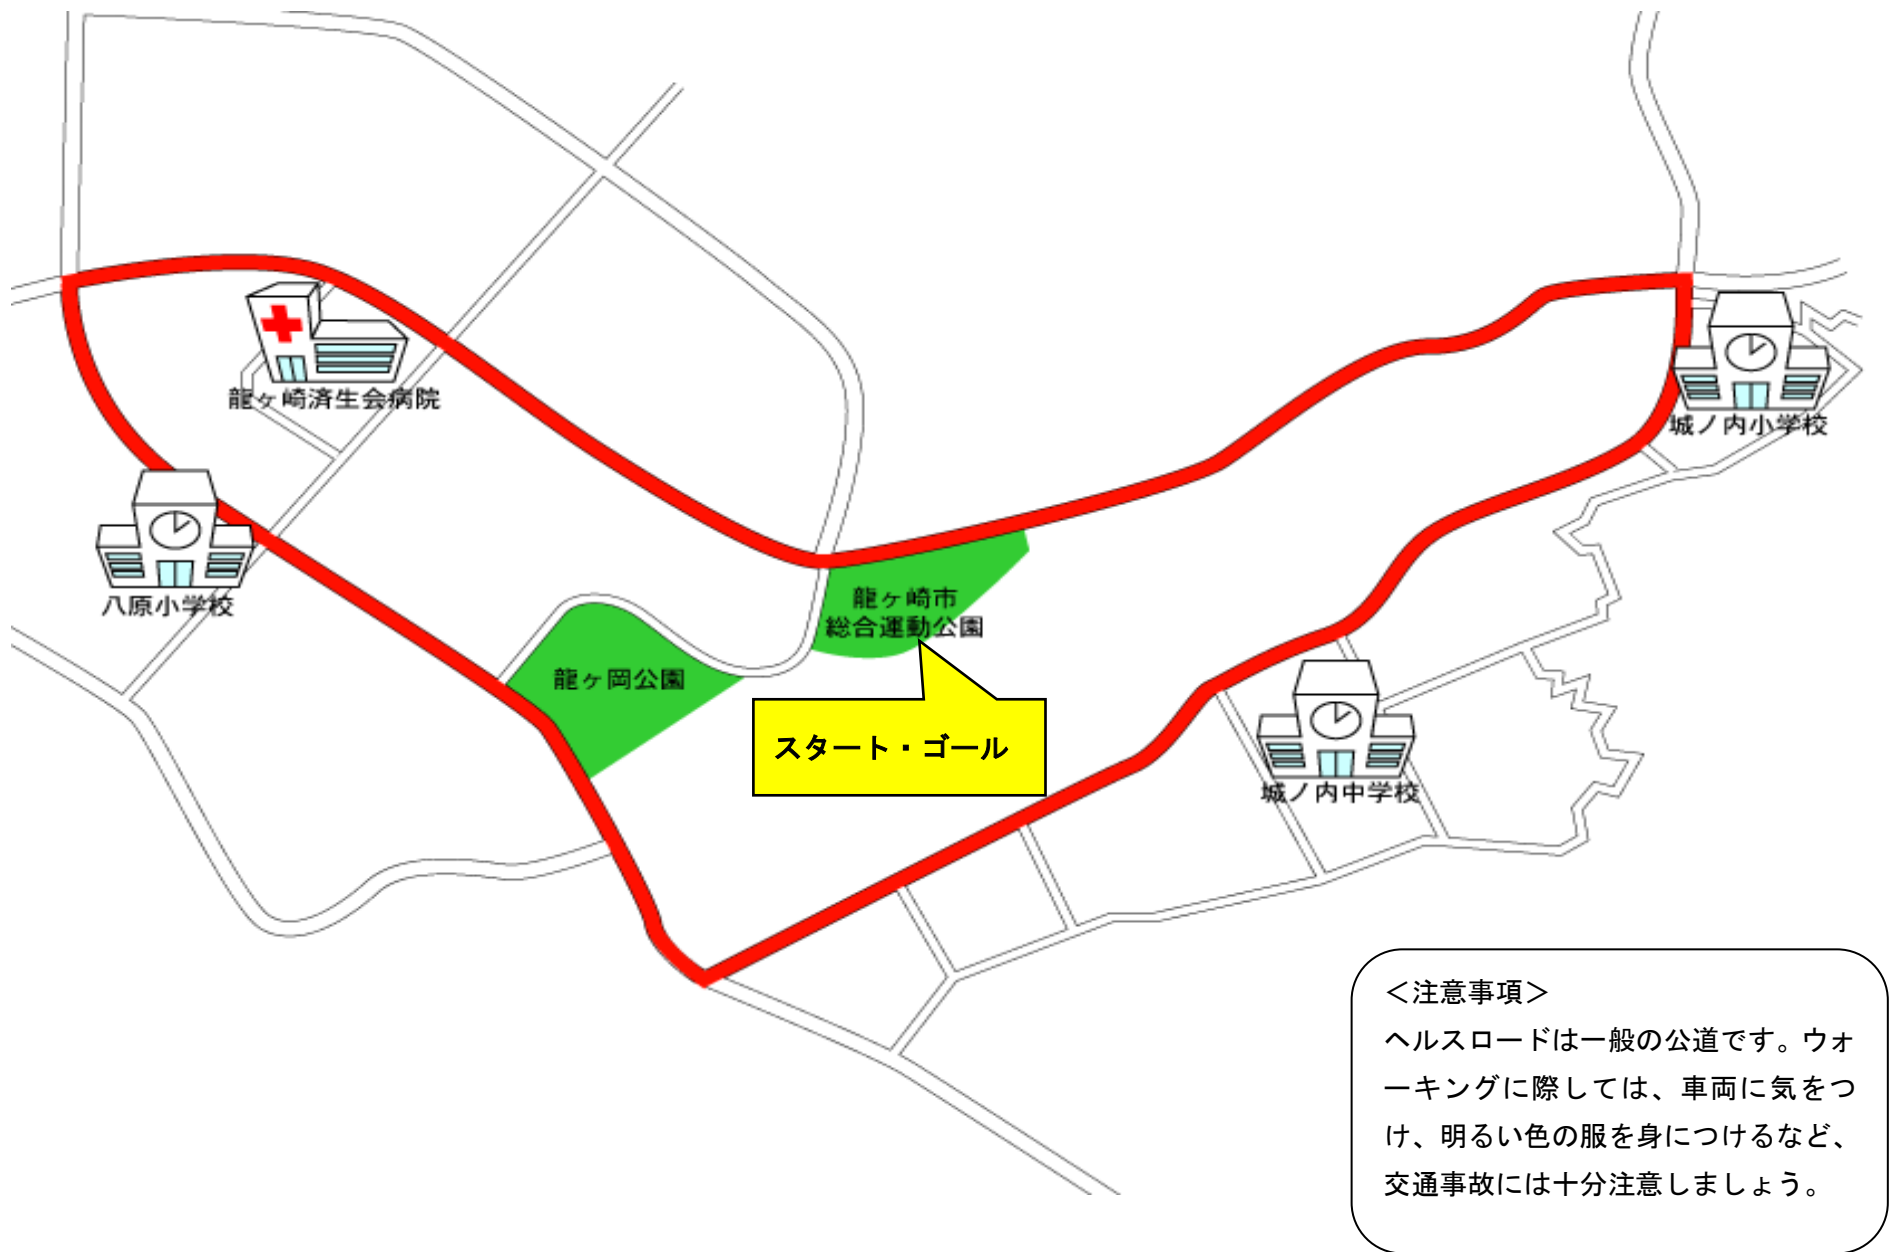 龍ヶ崎済生会病院
城ノ内小学校
八原小学校
龍ヶ崎市
総合運動公園
龍ヶ岡公園
スタート・ゴール
城ノ内中学校
＜注意事項＞
ヘルスロードは一般の公道です。ウォ
ーキングに際しては、車両に気をつ
け、明るい色の服を身につけるなど、
交通事故には十分注意しましょう。